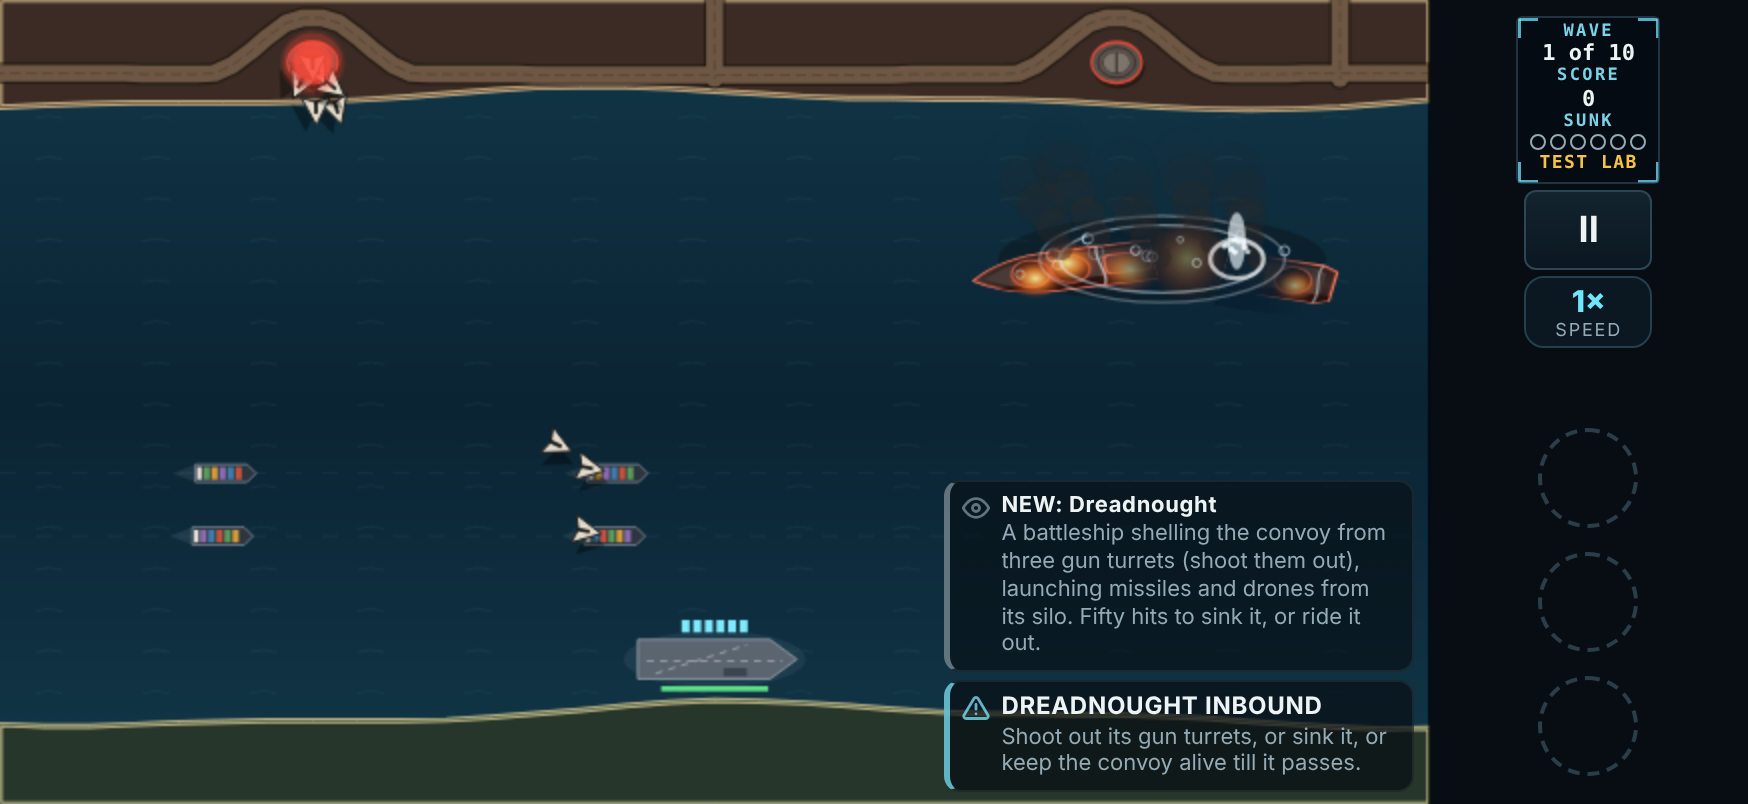 WAVE
1 of 10
SCORE
0
SUNK
TEST LAB
1×
SPEED
NEW: Dreadnought
A battleship shelling the convoy from
three gun turrets (shoot them out),
launching missiles and drones from
its silo. Fifty hits to sink it, or ride it
out.
DREADNOUGHT INBOUND
Shoot out its gun turrets, or sink it, or
keep the convoy alive till it passes.